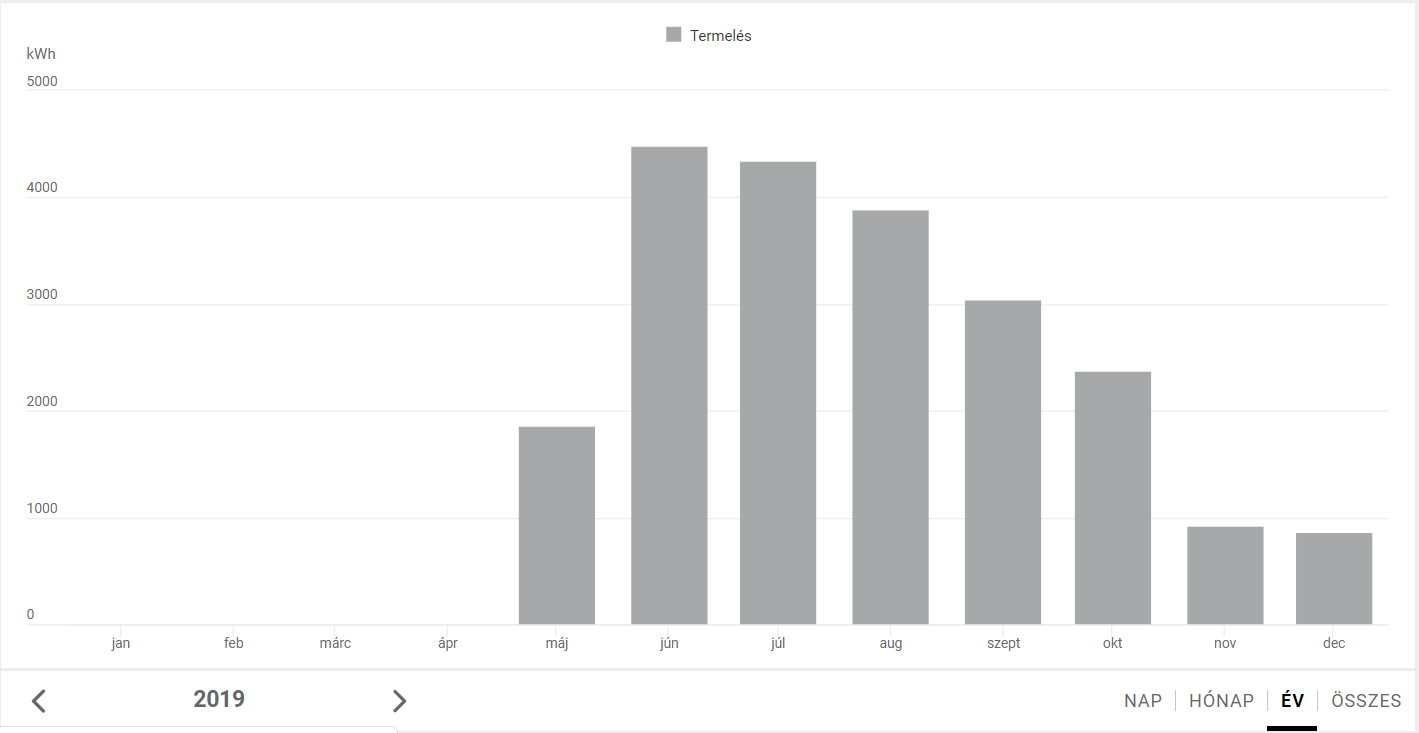 Termelés
kWh
5000
4000
3000
2000
1000
0
jan feb márc ápr máj jún júl aug szept okt nov dec
2019 NAP HÓNAP ÉV ÖSSZES